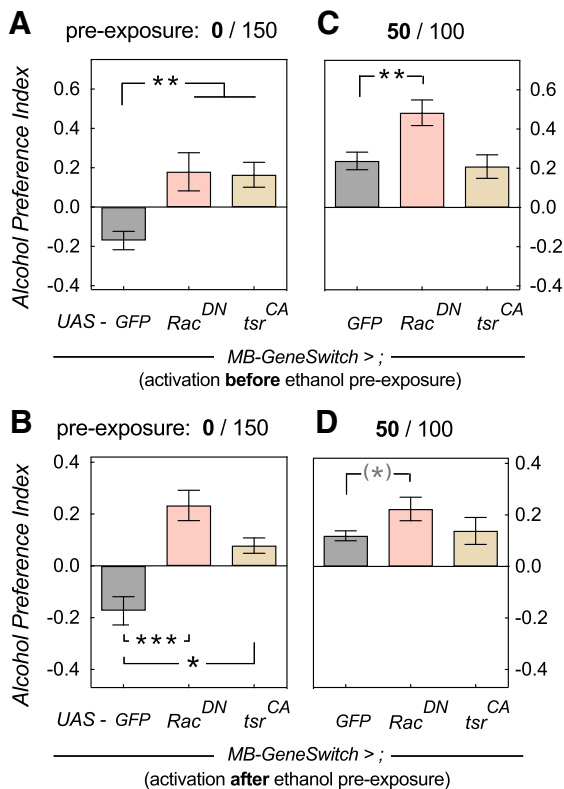 A
pre-exposure: 0 / 150
C
50 / 100
Alcohol Preference Index
0.6
0.4
0.2
0.0
-0.2
-0.4
**
**
0.6
0.4
0.2
0.0
-0.2
-0.4
UAS - GFP Rac^DN tsr^CA
GFP Rac^DN tsr^CA
MB-GeneSwitch > ;
(activation before ethanol pre-exposure)
B
pre-exposure: 0 / 150
D
50 / 100
Alcohol Preference Index
0.4
0.2
0.0
-0.2
-0.4
***
*
(*)
0.4
0.2
0.0
-0.2
-0.4
UAS - GFP Rac^DN tsr^CA
GFP Rac^DN tsr^CA
MB-GeneSwitch > ;
(activation after ethanol pre-exposure)